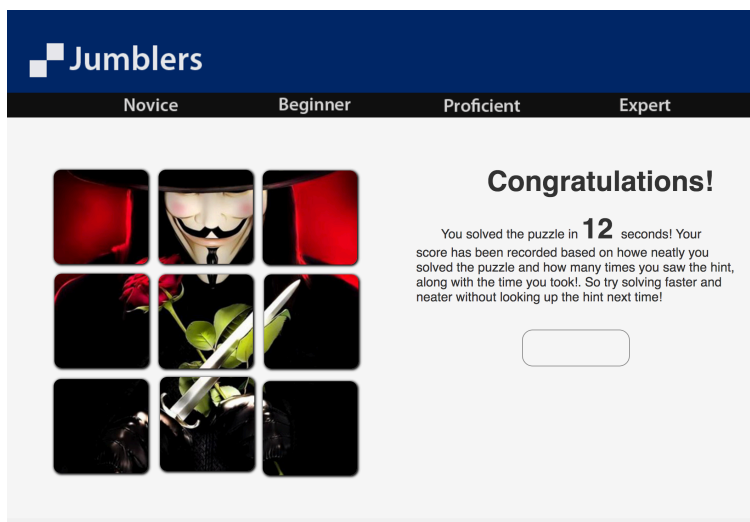 Jumblers
Novice Beginner Proficient Expert
Congratulations!
You solved the puzzle in 12 seconds! Your
score has been recorded based on howe neatly you
solved the puzzle and how many times you saw the hint,
along with the time you took!. So try solving faster and
neater without looking up the hint next time!